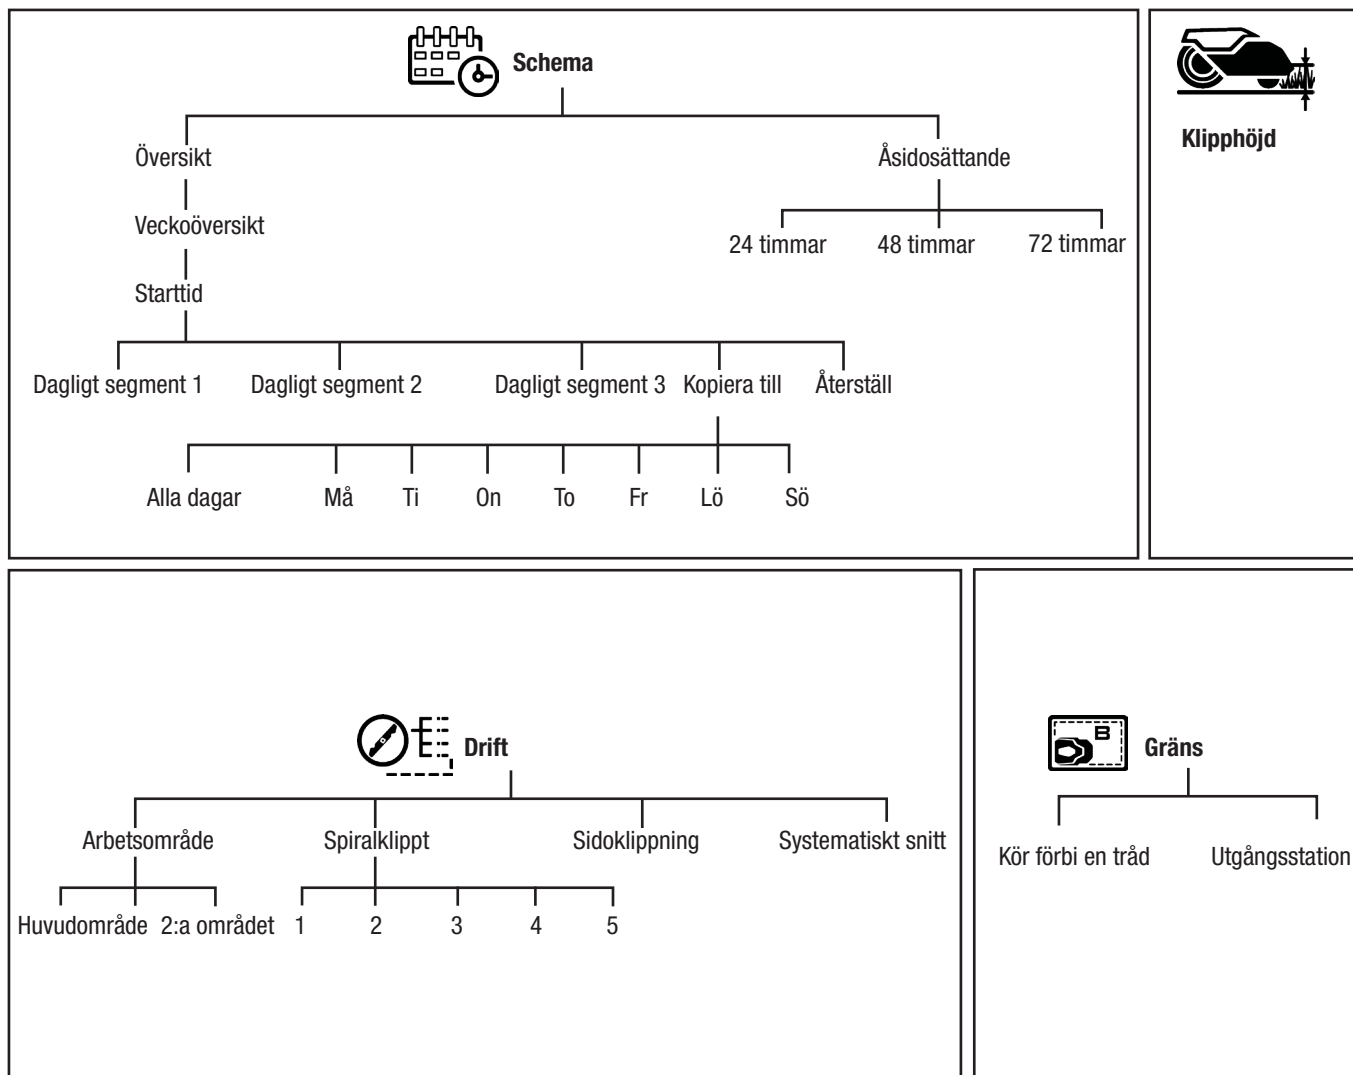 Schema
Översikt
Åsidosättande
Veckoöversikt
24 timmar
48 timmar
72 timmar
Starttid
Dagligt segment 1
Dagligt segment 2
Dagligt segment 3
Kopiera till
Återställ
Alla dagar
Må
Ti
On
To
Fr
Lö
Sö
Klipphöjd
Drift
Arbetsområde
Spiralklippt
Sidoklippning
Systematiskt snitt
Huvudområde
2:a området
1
2
3
4
5
B
Gräns
Kör förbi en tråd
Utgångsstation